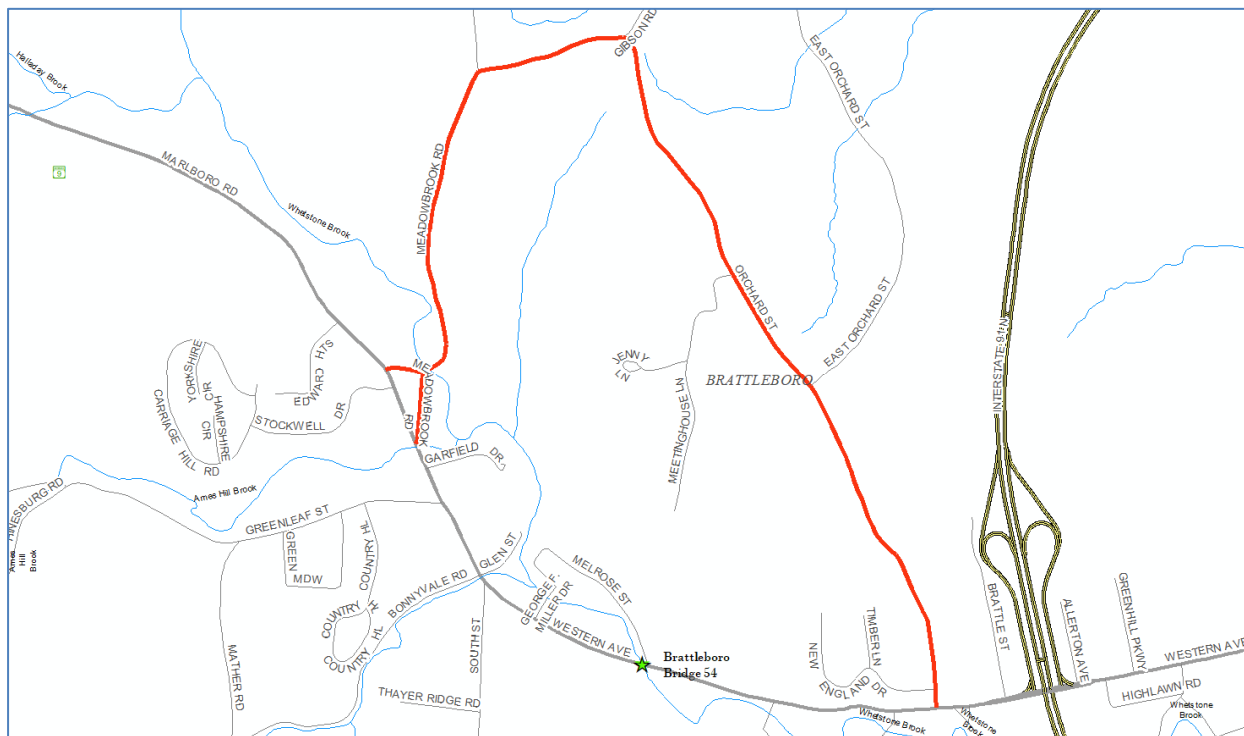 GIBSON RD
EAST ORCHARD ST
Halladay Brook
9
MARLBORO RD
MEADOWBROOK RD
Whetstone Brook
ORCHARD ST
EAST ORCHARD ST
INTERSTATE 91 N
JENNY
LN
BRATTLEBORO
MEETINGHOUSE LN
YORKSHIRE
CIR
HAMPSHIRE
CIR
CARRIAGE HILL RD
EDWARD HTS
STOCKWELL DR
MEADOWBROOK
RD
GARFIELD DR
HINESBURG RD
Ames Hill Brook
Ames
Hill
Brook
GREENLEAF ST
GREEN
MDW
COUNTRY HL
COUNTRY HL
COUNTRY HL
BONNYVALE RD
GLEN ST
MELROSE ST
GEORGE F.
MILLER DR
WESTERN AVE
Brattleboro
Bridge 54
SOUTH ST
MATHER RD
THAYER RIDGE RD
NEW
ENGLAND DR
TIMBER LN
BRATTLE ST
ALLERTON AVE
GREENHILL PKWY
WESTERN AVE
HIGHLAWN RD
Whetstone Brook
Whetstone
Brook
Whetstone
Brook